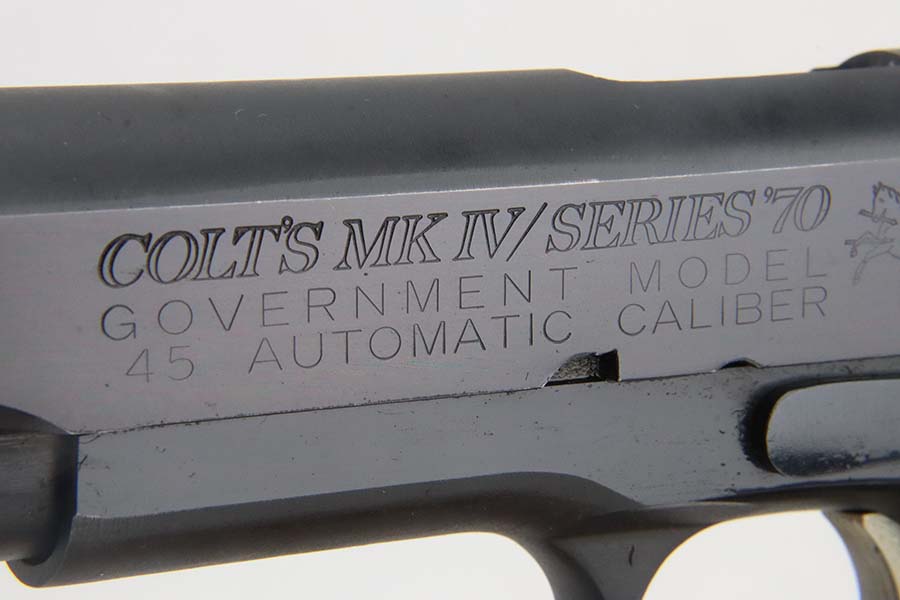 COLT'S MK IV/SERIES '70
GOVERNMENT MODEL
45 AUTOMATIC CALIBER